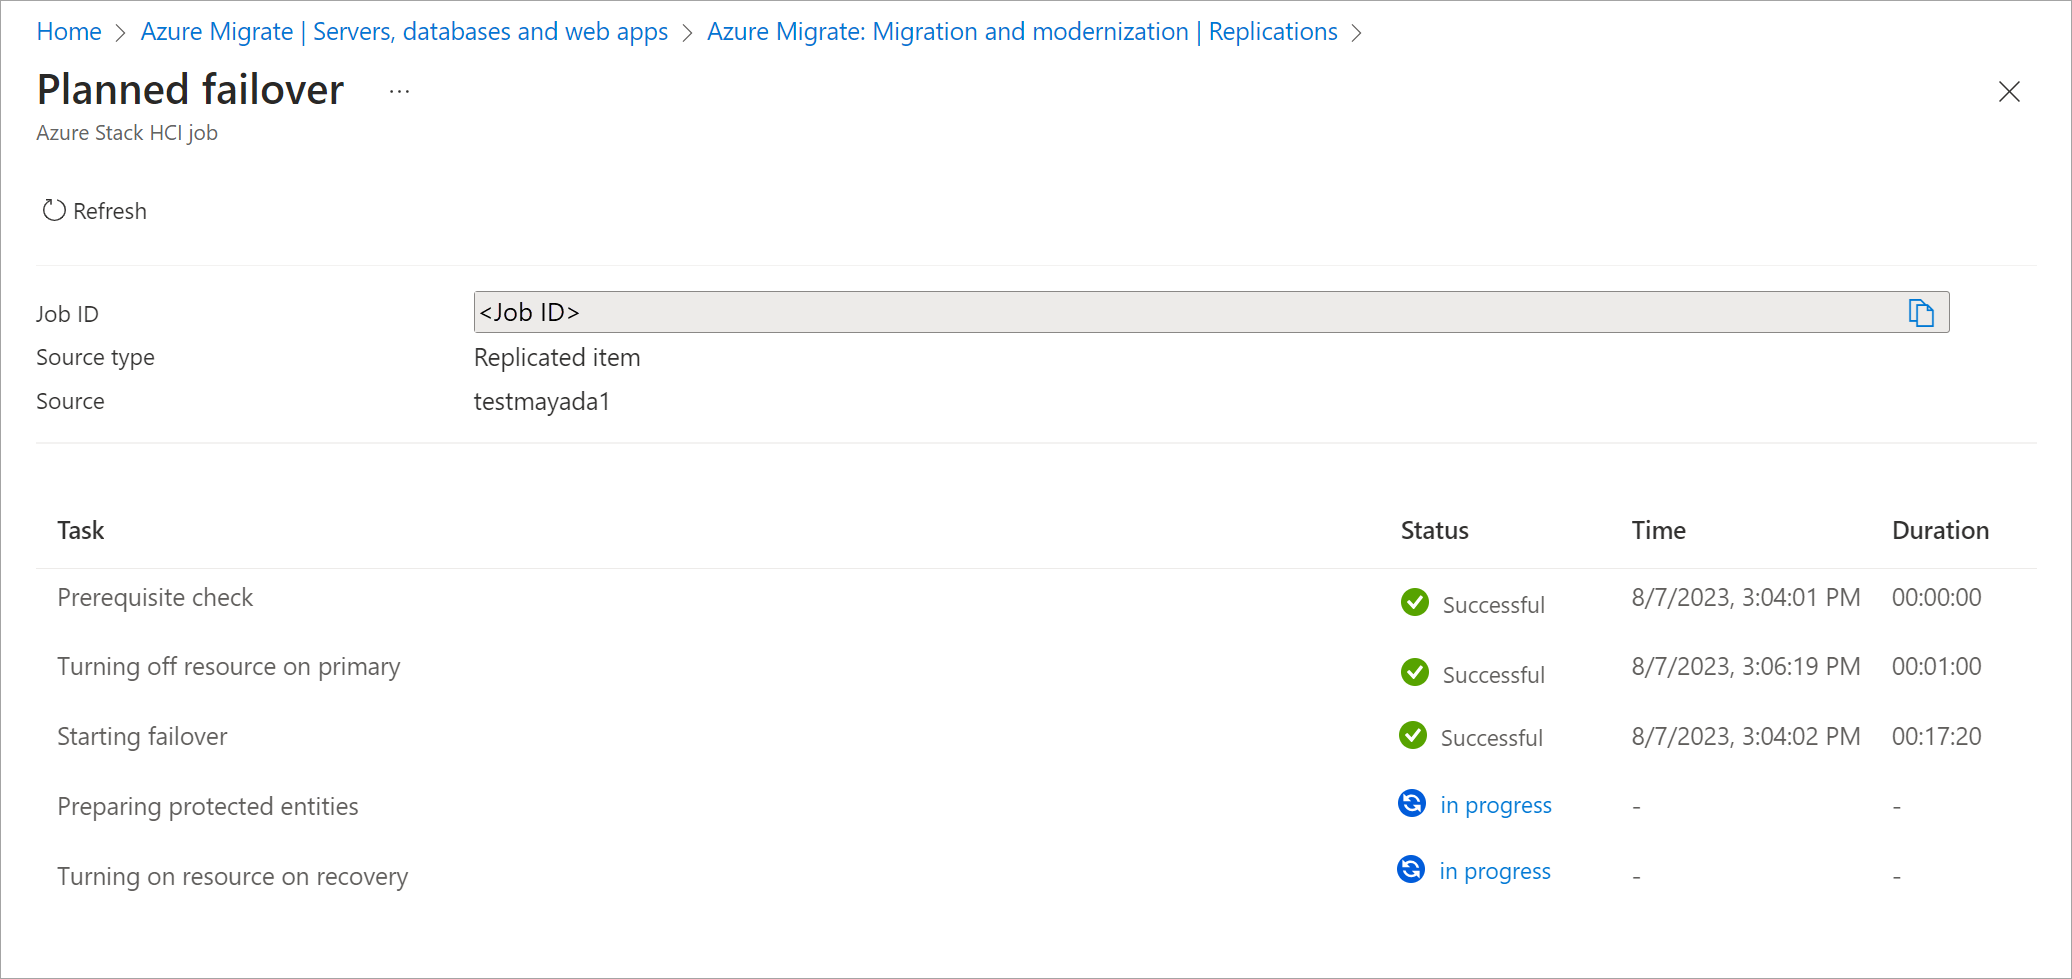 Home > Azure Migrate | Servers, databases and web apps > Azure Migrate: Migration and modernization | Replications >
Planned failover ...
Azure Stack HCI job
Refresh
Job ID <Job ID>
Source type Replicated item
Source testmayada1
Task Status Time Duration
Prerequisite check Successful 8/7/2023, 3:04:01 PM 00:00:00
Turning off resource on primary Successful 8/7/2023, 3:06:19 PM 00:01:00
Starting failover Successful 8/7/2023, 3:04:02 PM 00:17:20
Preparing protected entities in progress - -
Turning on resource on recovery in progress - -